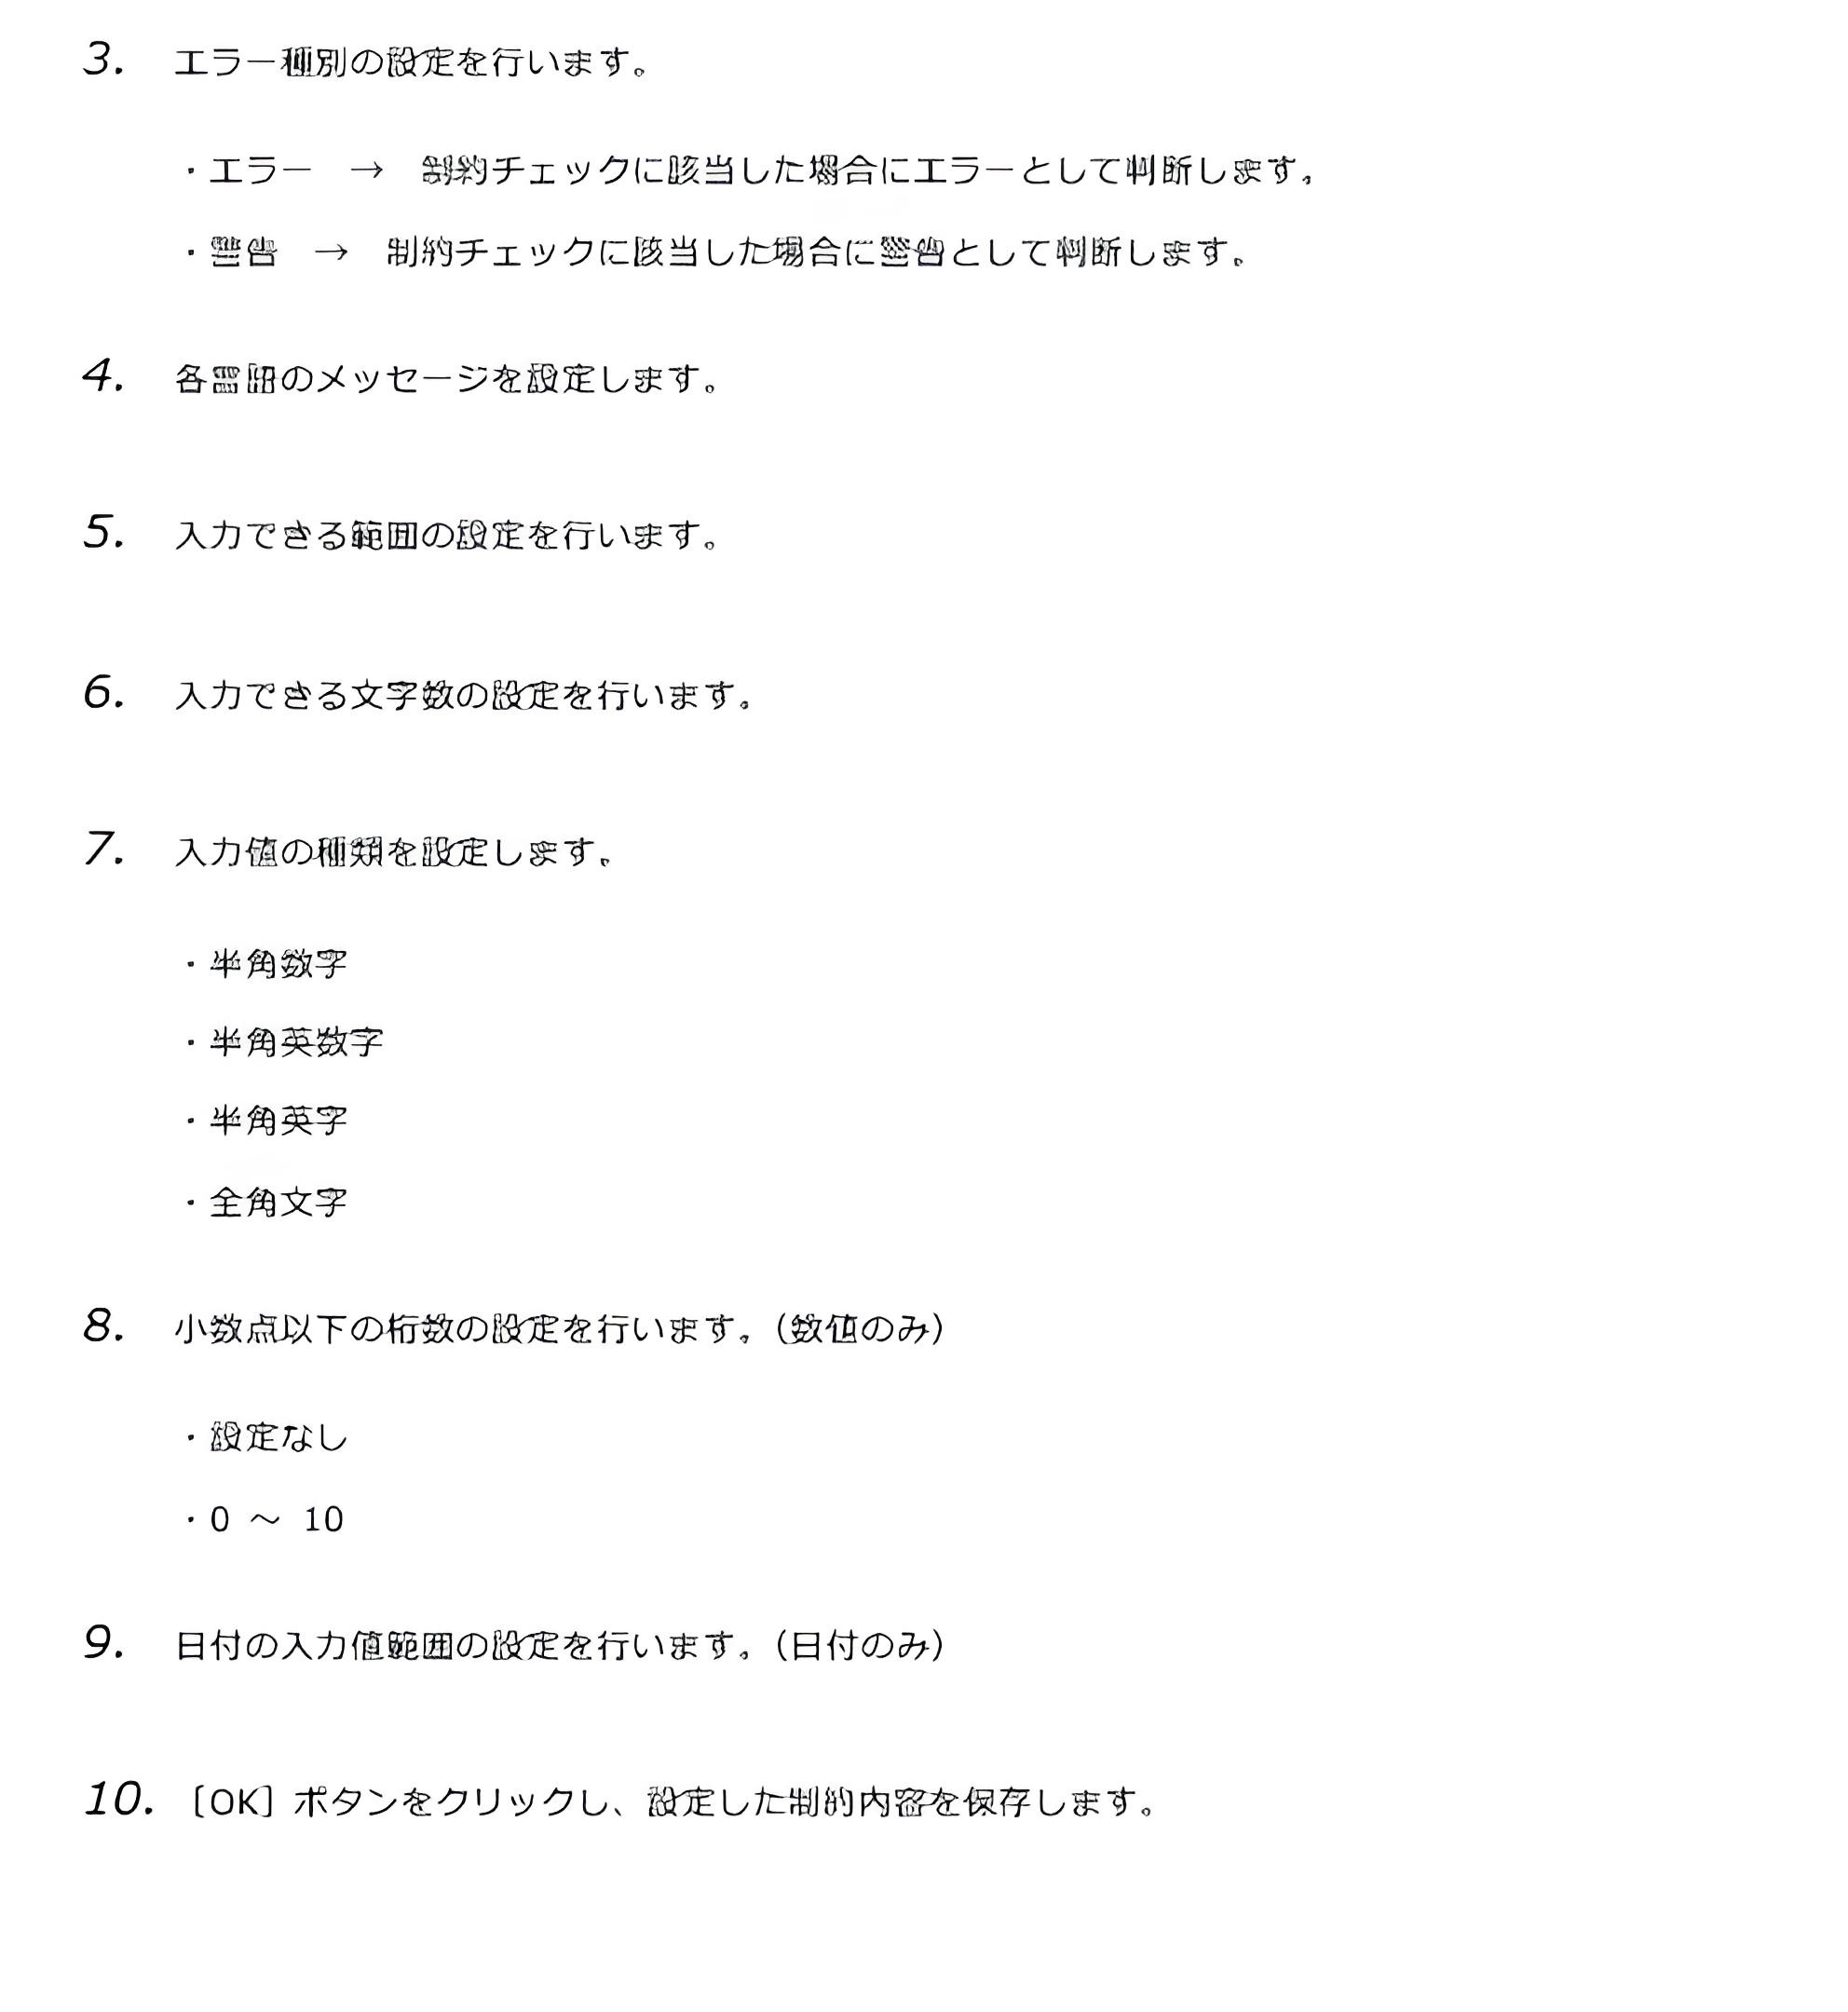 3. エラー種別の設定を行います。
・エラー → 制約チェックに該当した場合にエラーとして判断します。
・警告 → 制約チェックに該当した場合に警告として判断します。
4. 各言語のメッセージを設定します。
5. 入力できる範囲の設定を行います。
6. 入力できる文字数の設定を行います。
7. 入力値の種類を設定します。
・半角数字
・半角英数字
・半角英字
・全角文字
8. 小数点以下の桁数の設定を行います。（数値のみ）
・設定なし
・0 ～ 10
9. 日付の入力値範囲の設定を行います。（日付のみ）
10. ［OK］ボタンをクリックし、設定した制約内容を保存します。